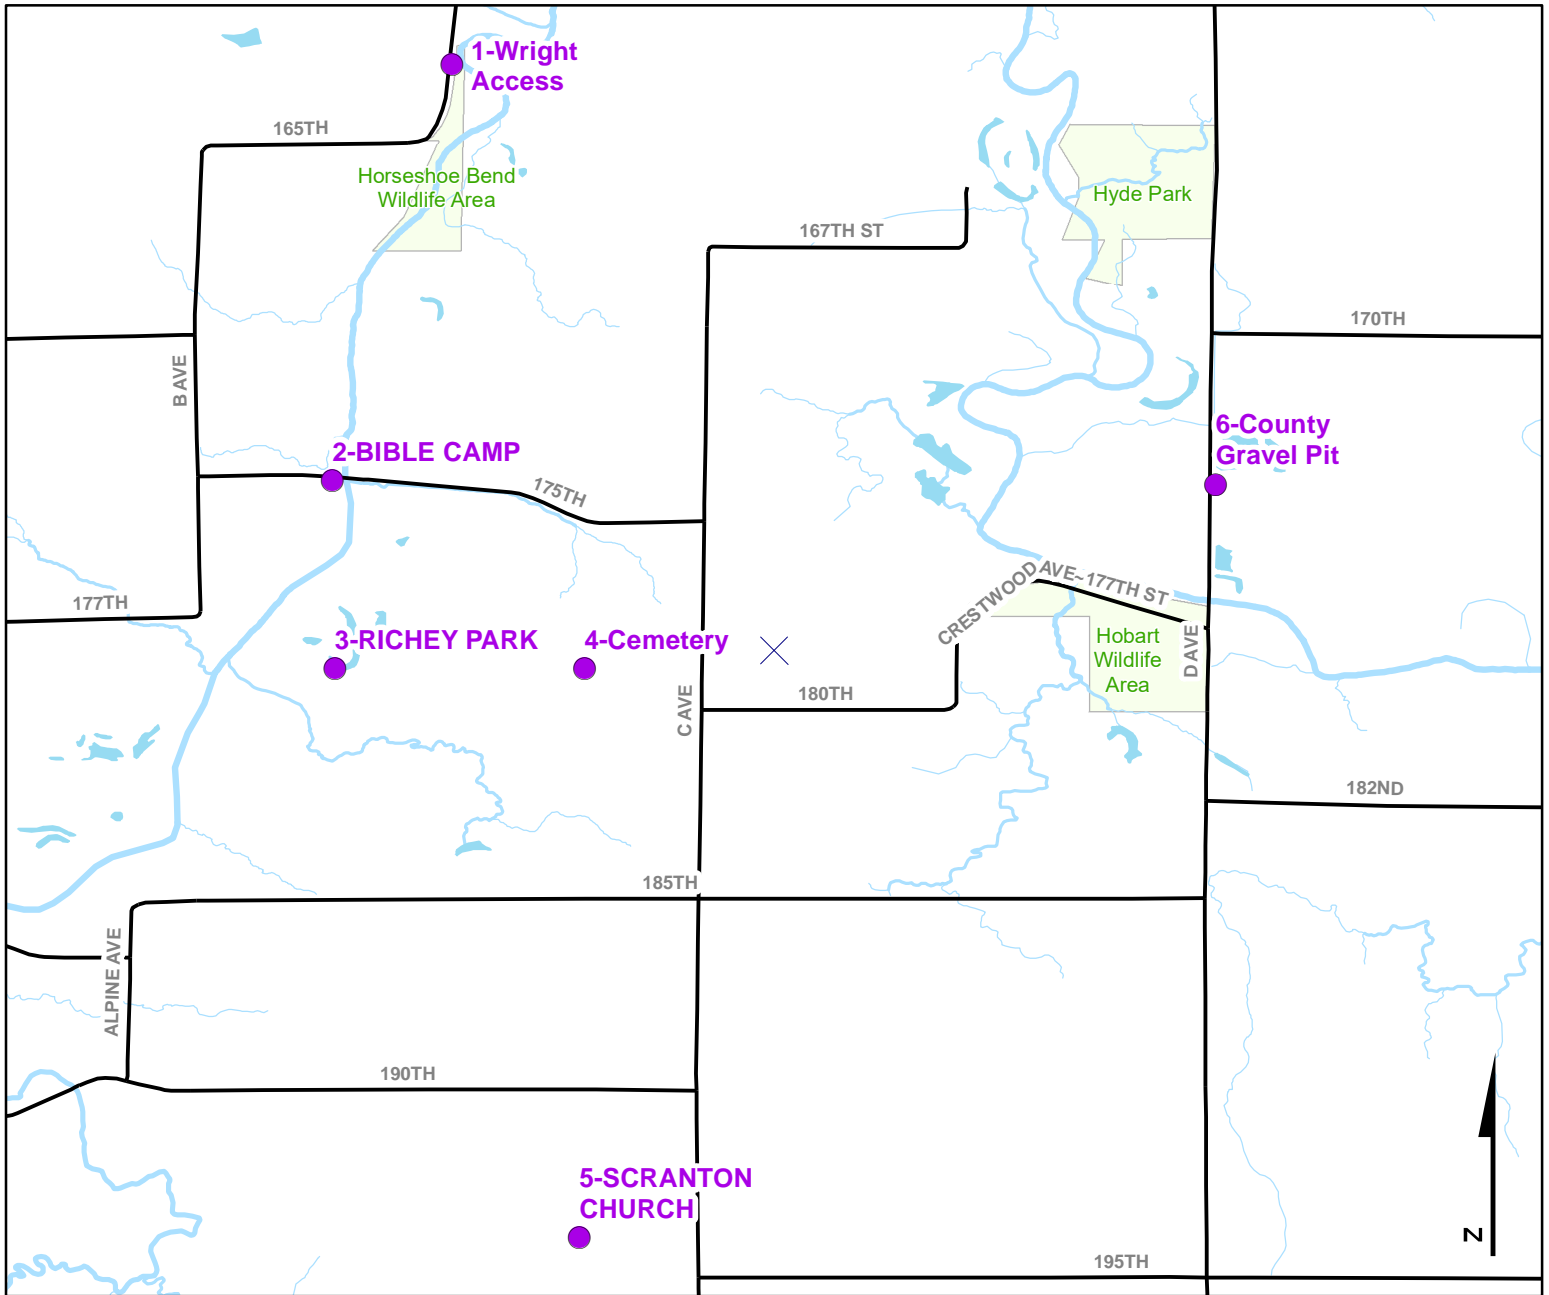 1-Wright
Access
165TH
Horseshoe Bend
Wildlife Area
Hyde Park
167TH ST
170TH
B AVE
6-County
Gravel Pit
2-BIBLE CAMP
175TH
CRESTWOOD AVE~177TH ST
177TH
3-RICHEY PARK
4-Cemetery
Hobart
Wildlife
Area
D AVE
180TH
C AVE
182ND
185TH
ALPINE AVE
190TH
5-SCRANTON
CHURCH
N
195TH